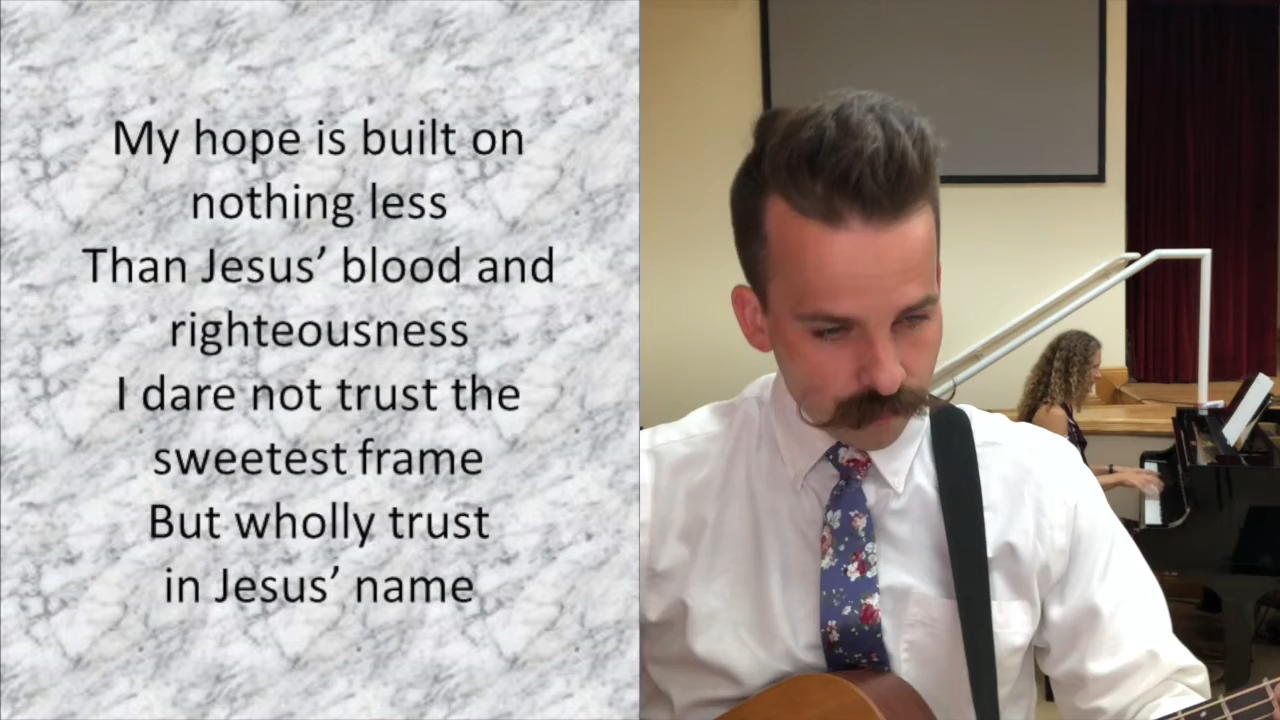 My hope is built on
nothing less
Than Jesus’ blood and
righteousness
I dare not trust the
sweetest frame
But wholly trust
in Jesus’ name